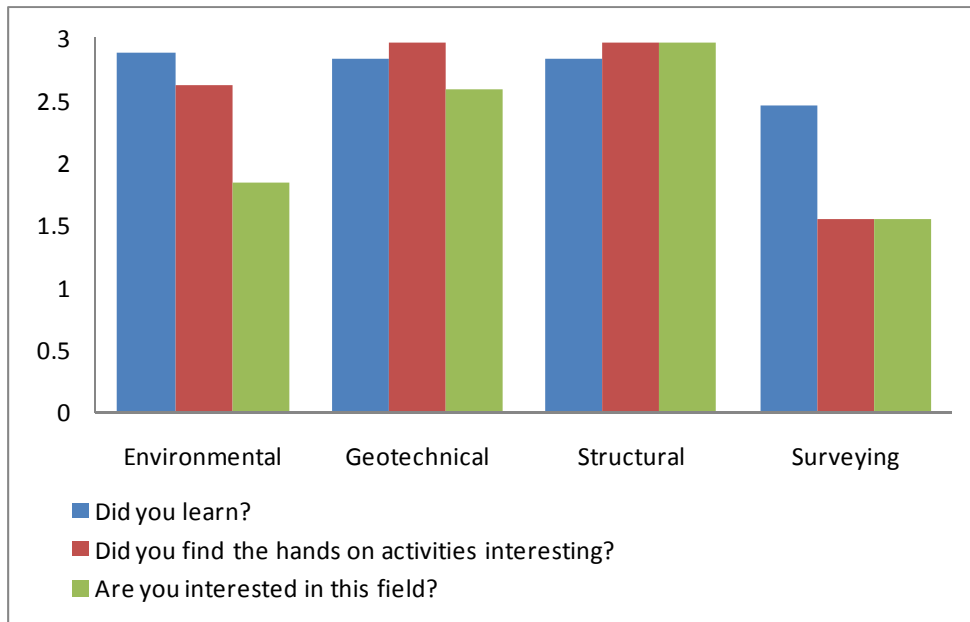 3
2.5
2
1.5
1
0.5
0
Environmental Geotechnical Structural Surveying
Did you learn?
Did you find the hands on activities interesting?
Are you interested in this field?